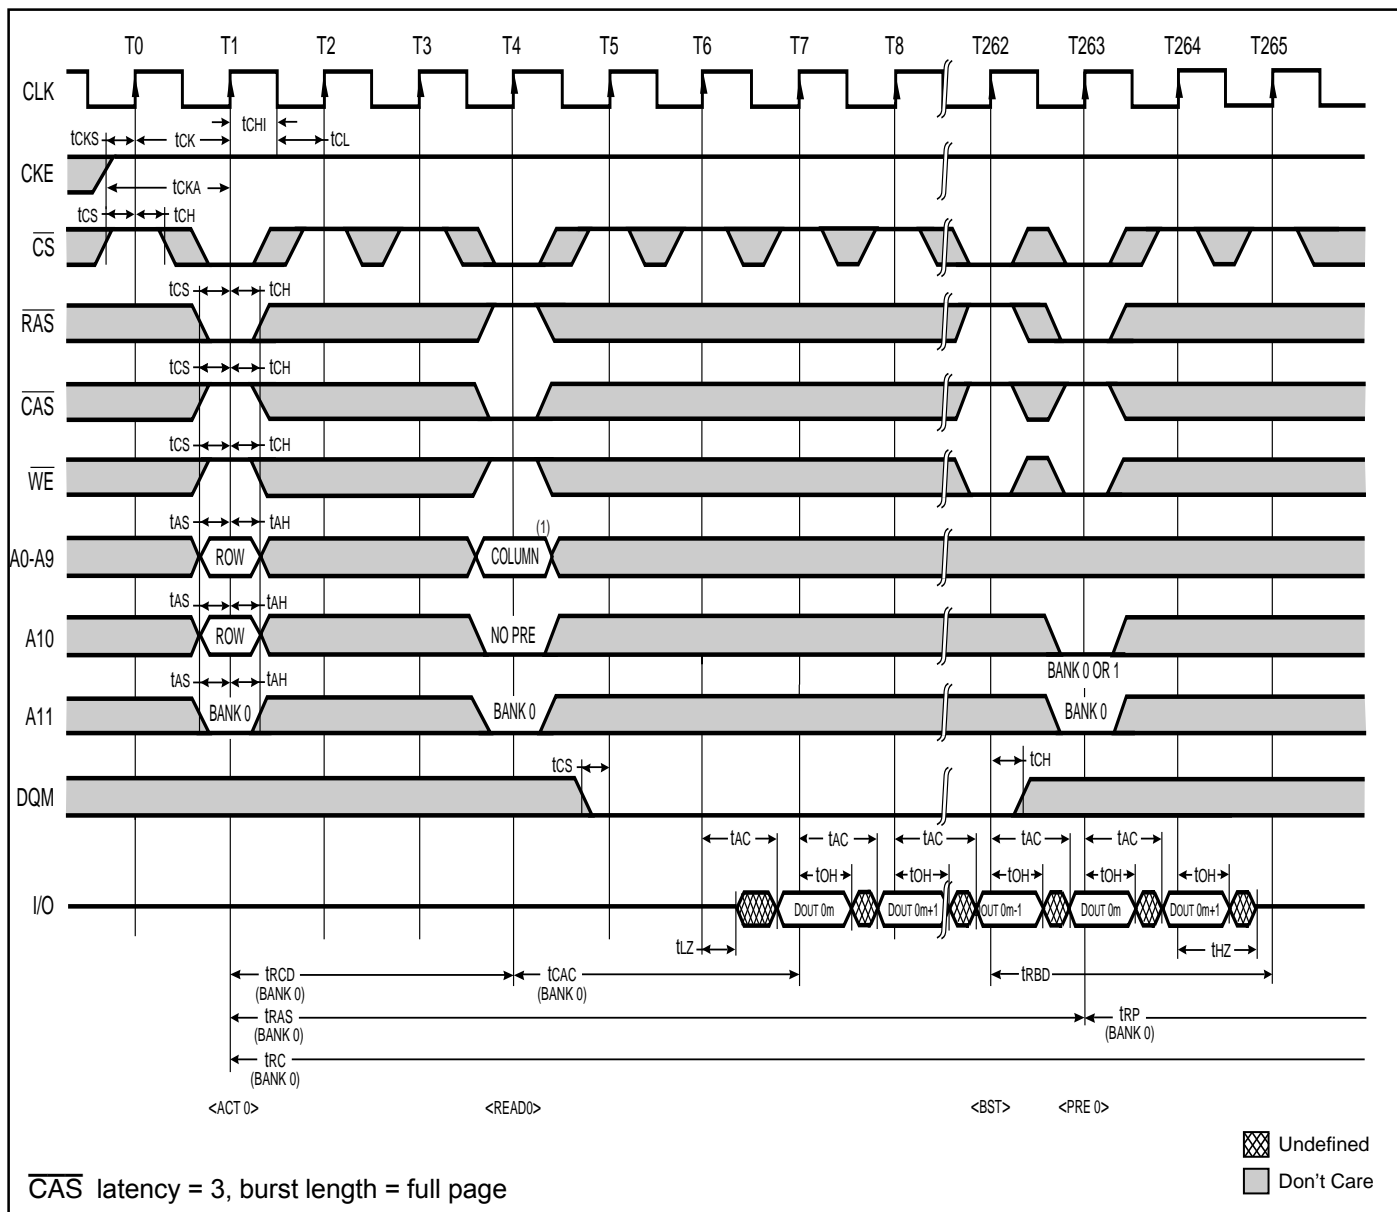 T0 T1 T2 T3 T4 T5 T6 T7 T8 T262 T263 T264 T265
CLK
tCHI
tCKS tCK tCL
CKE
tCKA
tCS tCH
CS
tCS tCH
RAS
tCS tCH
CAS
tCS tCH
WE
tAS tAH (1)
A0-A9 ROW COLUMN
tAS tAH
A10 ROW NO PRE
BANK 0 OR 1
tAS tAH
A11 BANK 0 BANK 0 BANK 0
tCS tCH
DQM
tAC tAC tAC tAC tAC
tOH tOH tOH tOH tOH
I/O DOUT 0m DOUT 0m+1 OUT 0m-1 DOUT 0m DOUT 0m+1
tLZ tHZ
tRCD tCAC tRBD
(BANK 0) (BANK 0)
tRAS tRP
(BANK 0) (BANK 0)
tRC
(BANK 0)
<ACT 0> <READ0> <BST> <PRE 0>
Undefined
Don't Care
CAS latency = 3, burst length = full page